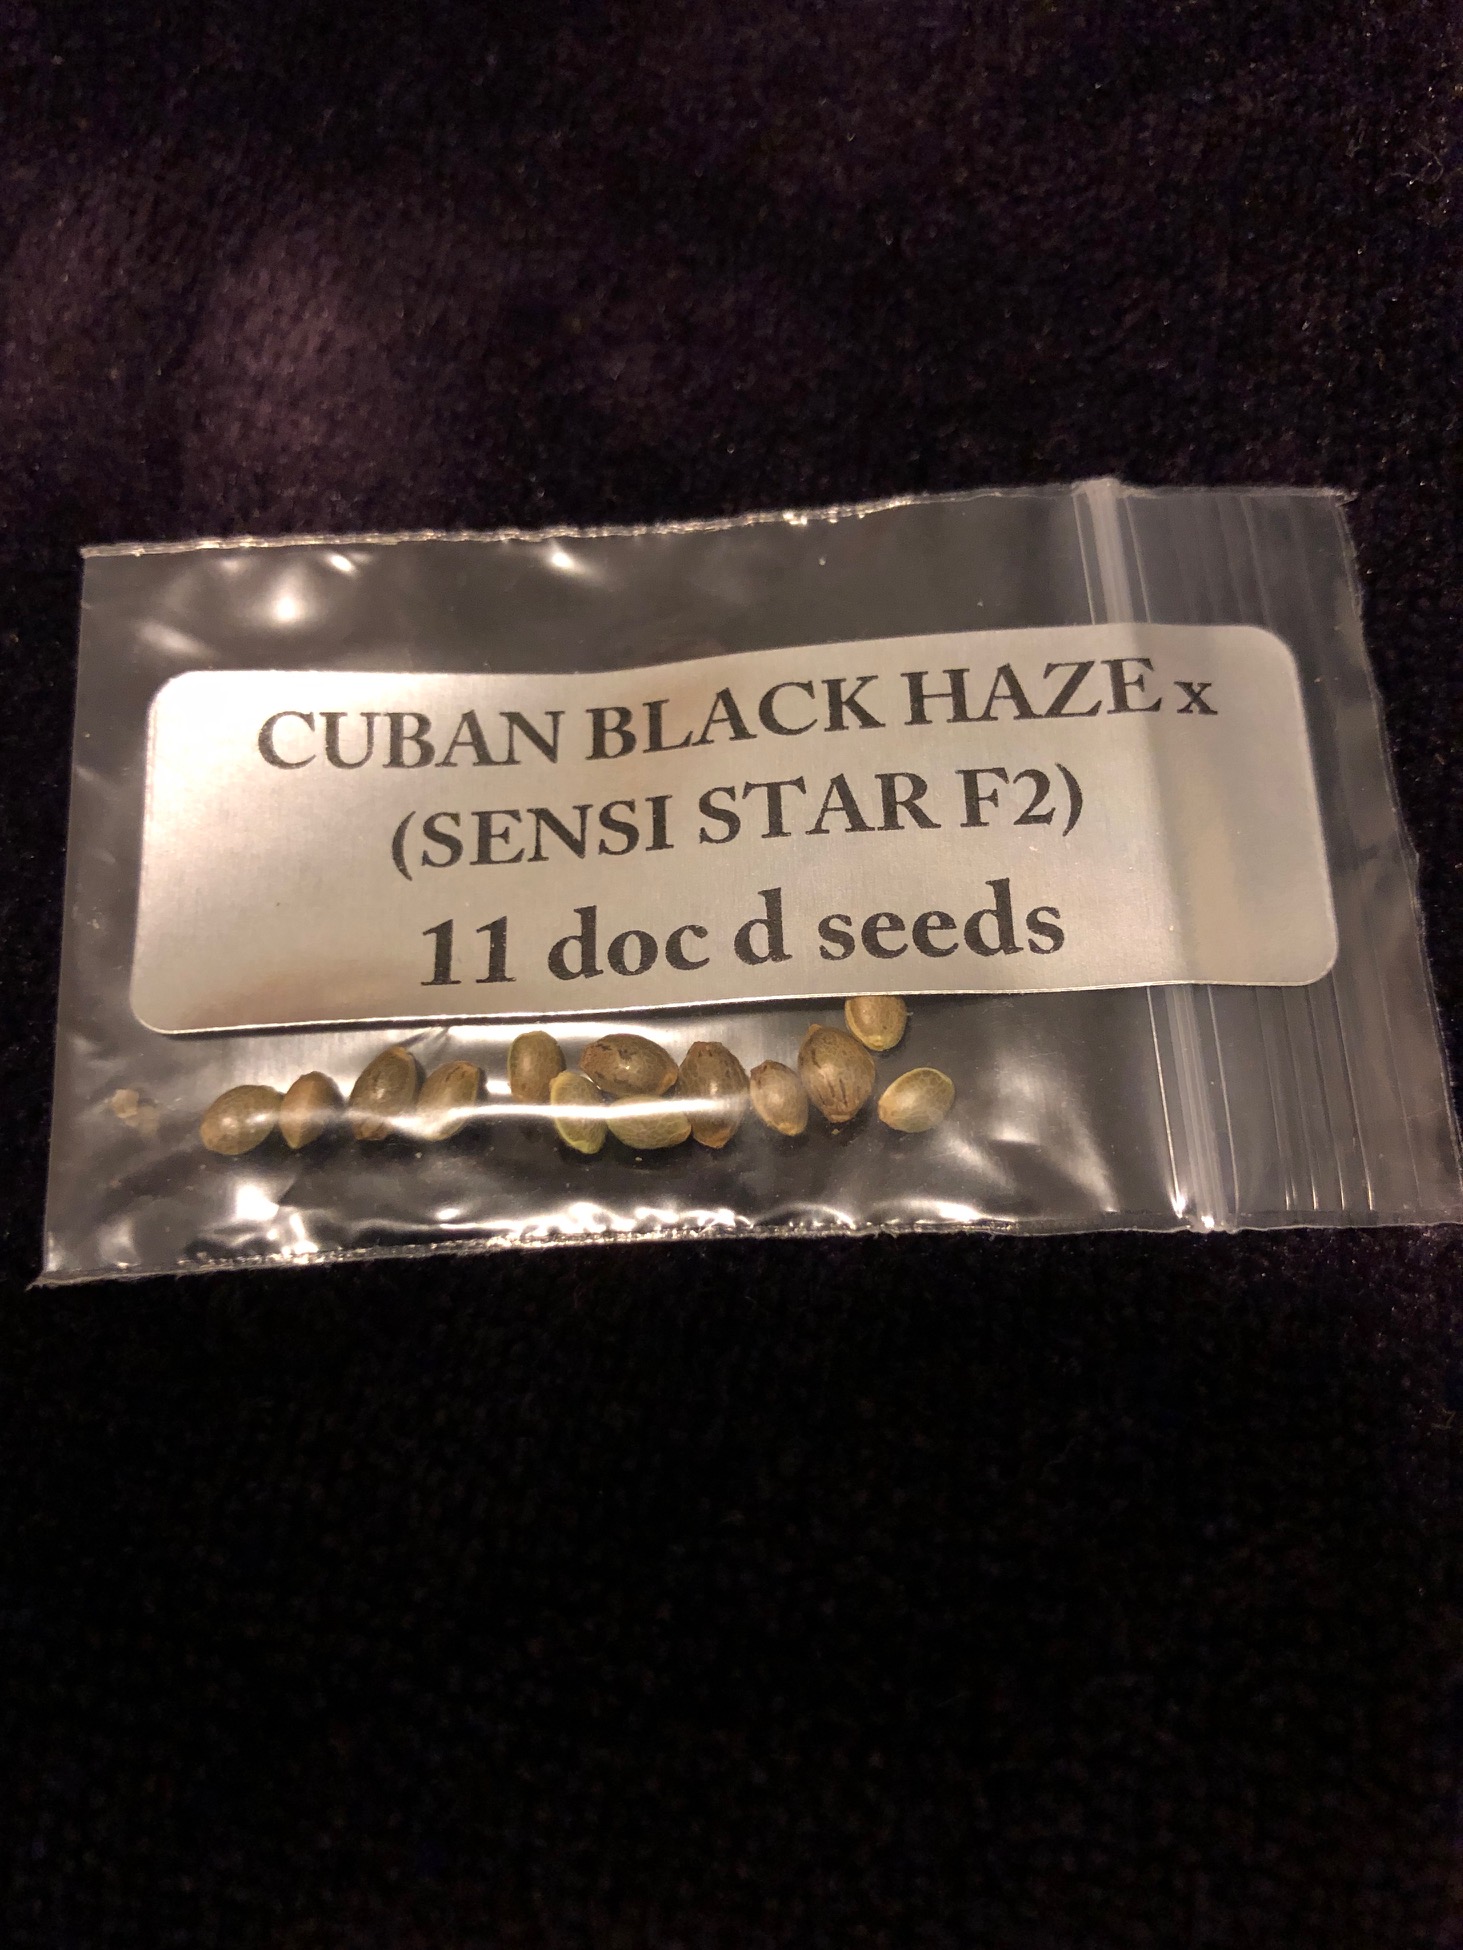 CUBAN BLACK HAZE x
(SENSI STAR F2)
11 doc d seeds